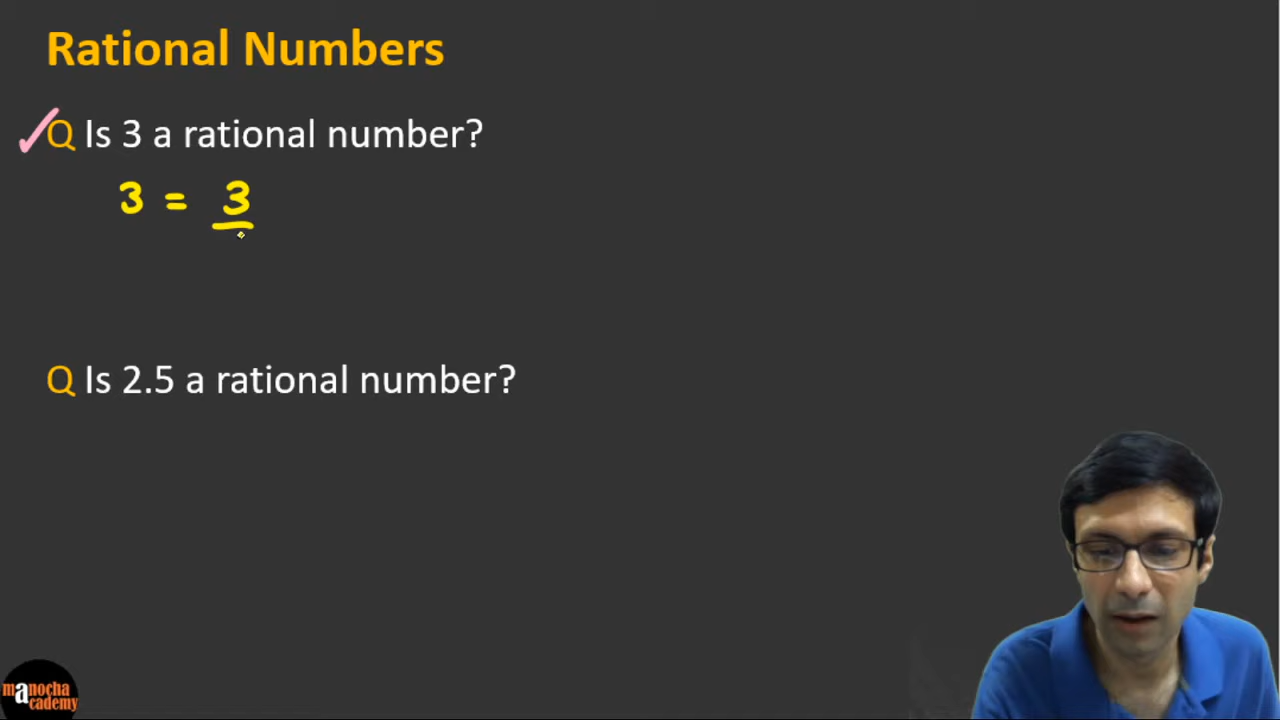 Rational Numbers
Q Is 3 a rational number?
3 = 3
Q Is 2.5 a rational number?
manocha
academy